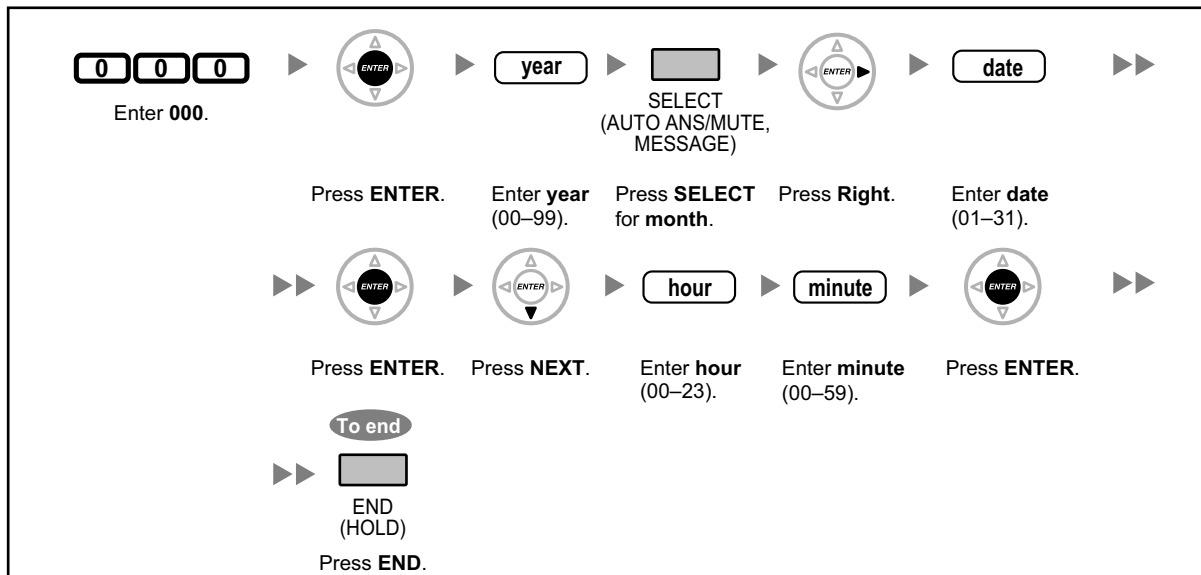 0 0 0
Enter 000.
ENTER
Press ENTER.
year
Enter year
(00–99).
SELECT
(AUTO ANS/MUTE,
MESSAGE)
Press SELECT
for month.
ENTER
Press Right.
date
Enter date
(01–31).
ENTER
Press ENTER.
ENTER
Press NEXT.
hour
Enter hour
(00–23).
minute
Enter minute
(00–59).
ENTER
Press ENTER.
To end
END
(HOLD)
Press END.